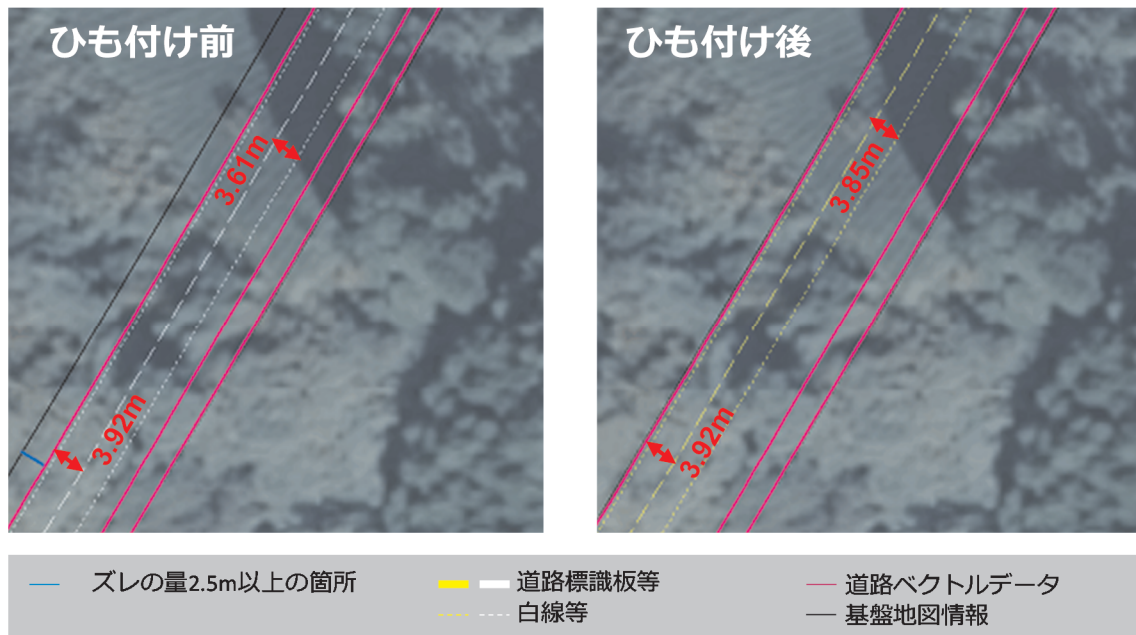 ひも付け前
ひも付け後
3.61m
3.92m
3.85m
3.92m
ズレの量2.5m以上の箇所
道路標識板等
道路ベクトルデータ
白線等
基盤地図情報